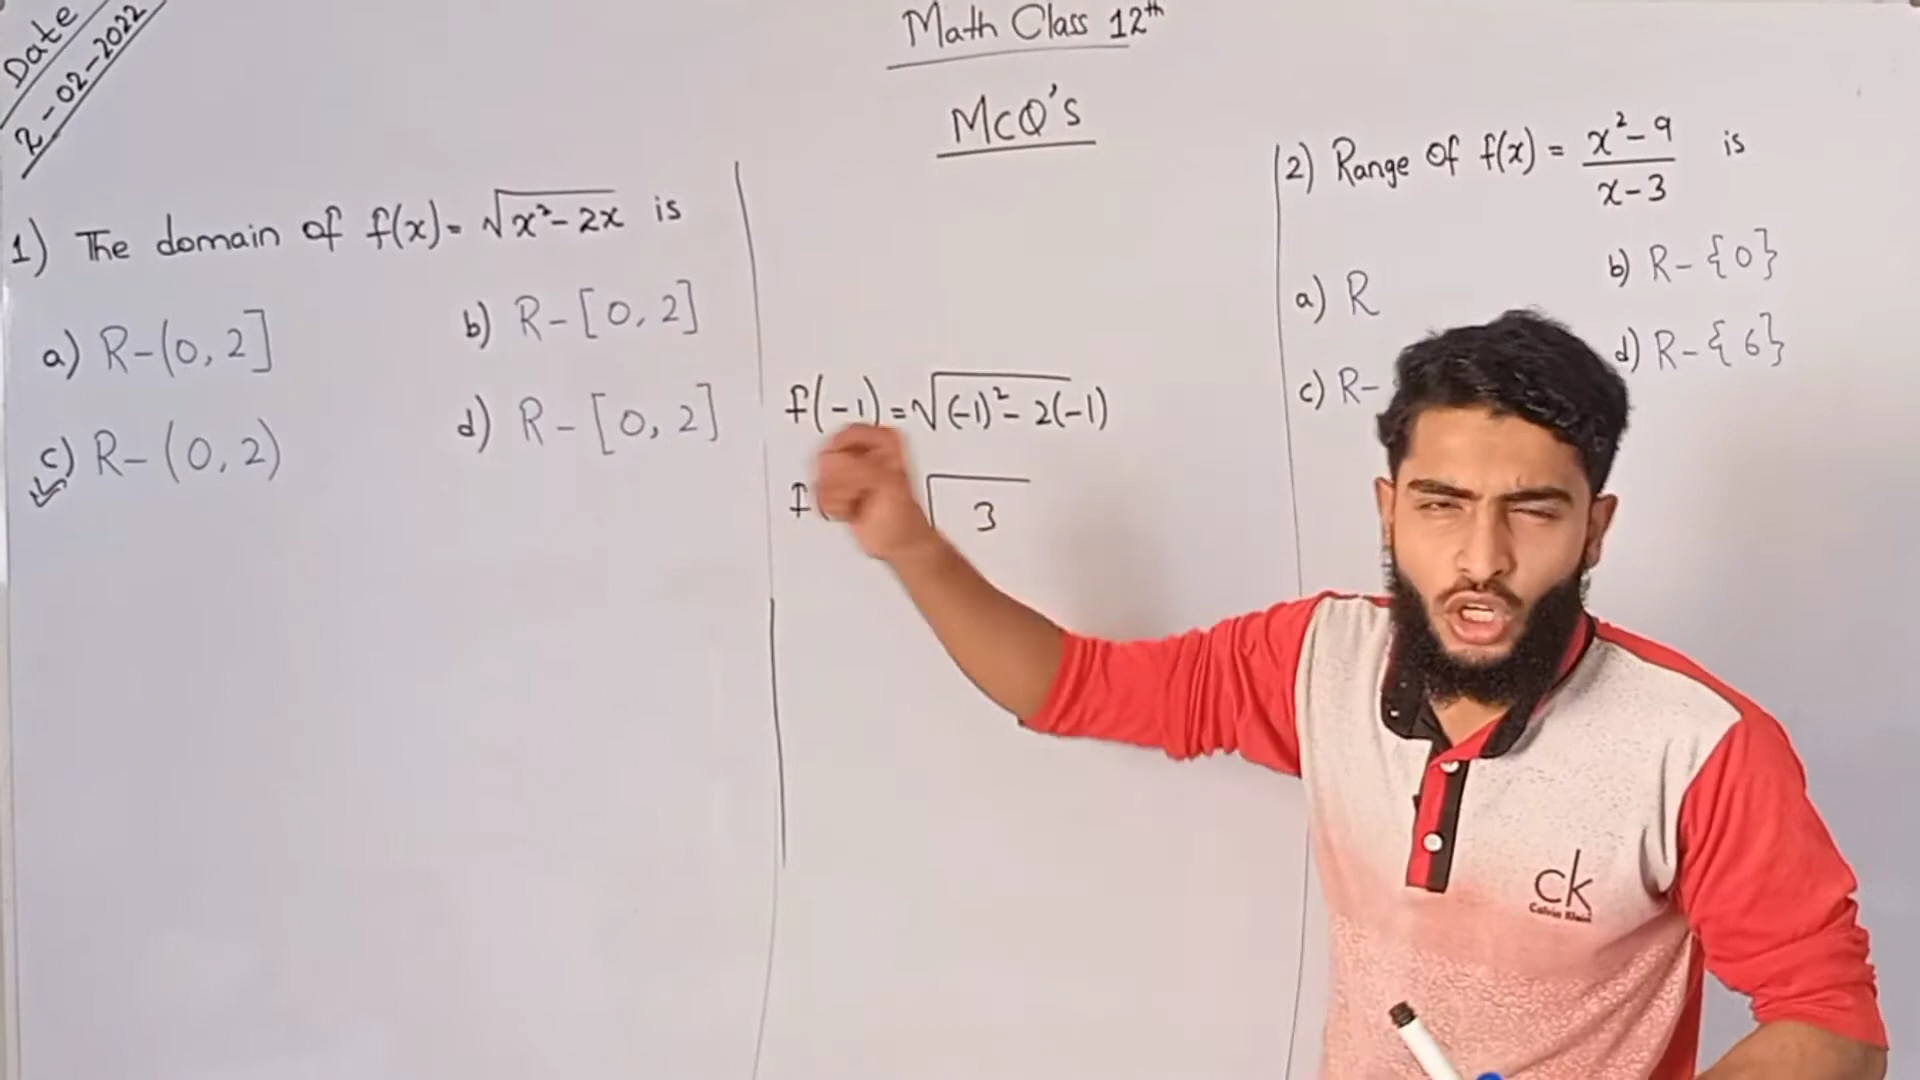 Date
2-02-2022
Math Class 12th
MCQ's
1) The domain of f(x)= √x²-2x is
a) R-(0, 2]
b) R-[0, 2]
c) R-(0, 2)
d) R-[0, 2]
f(-1)=√(-1)²-2(-1)
f(
√3
2) Range of f(x) = x²-9 / x-3 is
a) R
b) R-{0}
c) R-
d) R-{6}
ck
Calvin Klein